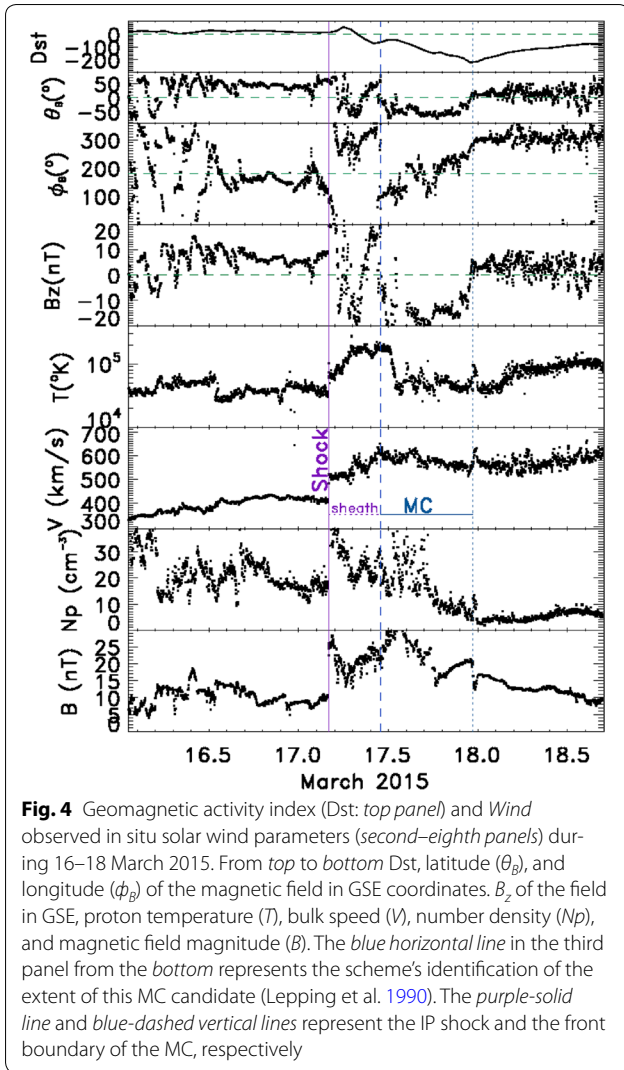 Dst
0
−100
−200
θB(°)
50
0
−50
ϕB(°)
300
200
100
Bz(nT)
20
10
0
−10
−20
T(°K)
10⁵
10⁴
V (km/s)
700
600
500
400
300
Shock
sheath
MC
Np (cm⁻³)
30
20
10
0
B (nT)
25
20
15
10
5
0
16.5 17.0 17.5 18.0 18.5
March 2015
Fig. 4 Geomagnetic activity index (Dst: top panel) and Wind
observed in situ solar wind parameters (second–eighth panels) dur-
ing 16–18 March 2015. From top to bottom Dst, latitude (θB), and
longitude (ϕB) of the magnetic field in GSE coordinates. Bz of the field
in GSE, proton temperature (T), bulk speed (V), number density (Np),
and magnetic field magnitude (B). The blue horizontal line in the third
panel from the bottom represents the scheme's identification of the
extent of this MC candidate (Lepping et al. 1990). The purple-solid
line and blue-dashed vertical lines represent the IP shock and the front
boundary of the MC, respectively